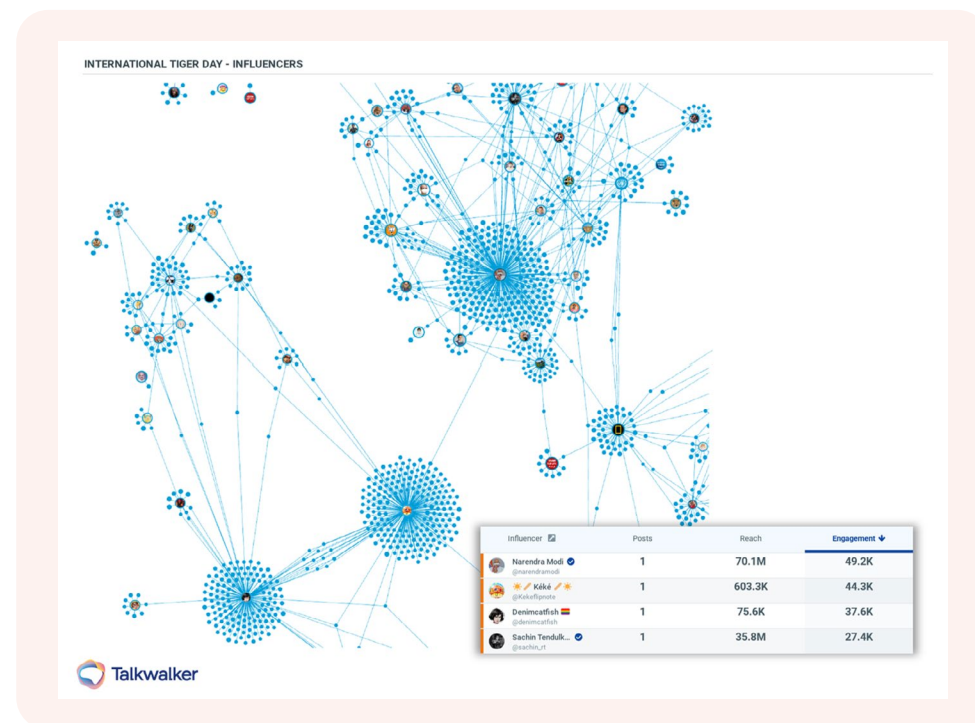 INTERNATIONAL TIGER DAY - INFLUENCERS
Influencer Posts Reach Engagement
Narendra Modi 1 70.1M 49.2K
@narendramodi
Kéké 1 603.3K 44.3K
@Kekeflipnote
Denimcatfish 1 75.6K 37.6K
@denimcatfish
Sachin Tendulk... 1 35.8M 27.4K
@sachin_rt
Talkwalker